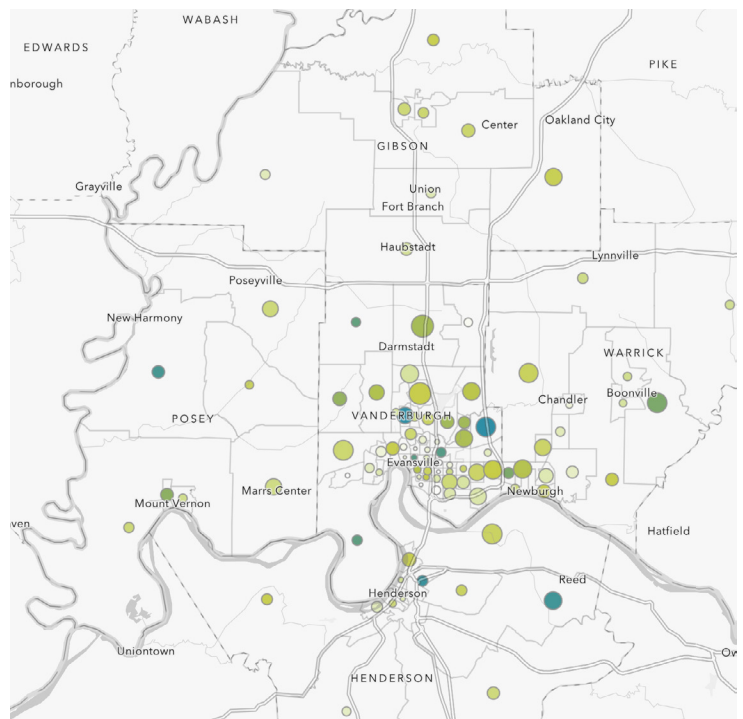 WABASH
EDWARDS
PIKE
nborough
Oakland City
Center
GIBSON
Grayville
Union
Fort Branch
Haubstadt
Lynnville
Poseyville
New Harmony
Darmstadt
WARRICK
Boonville
Chandler
POSEY
VANDERBURGH
Evansville
Marrs Center
Newburgh
Mount Vernon
ven
Hatfield
Reed
Henderson
Uniontown
Ow
HENDERSON